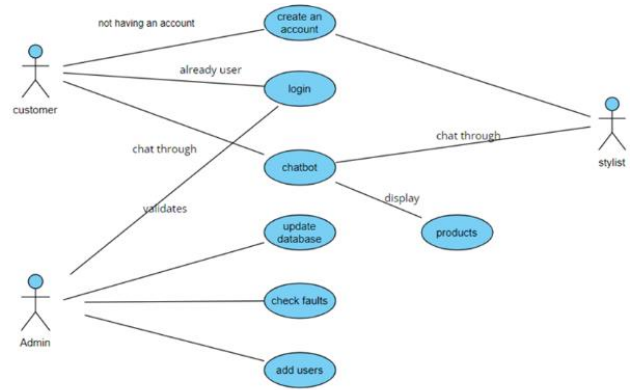 create an
account
not having an account
already user
login
customer
chat through
stylist
chat through
chatbot
display
validates
update
database
products
check faults
Admin
add users